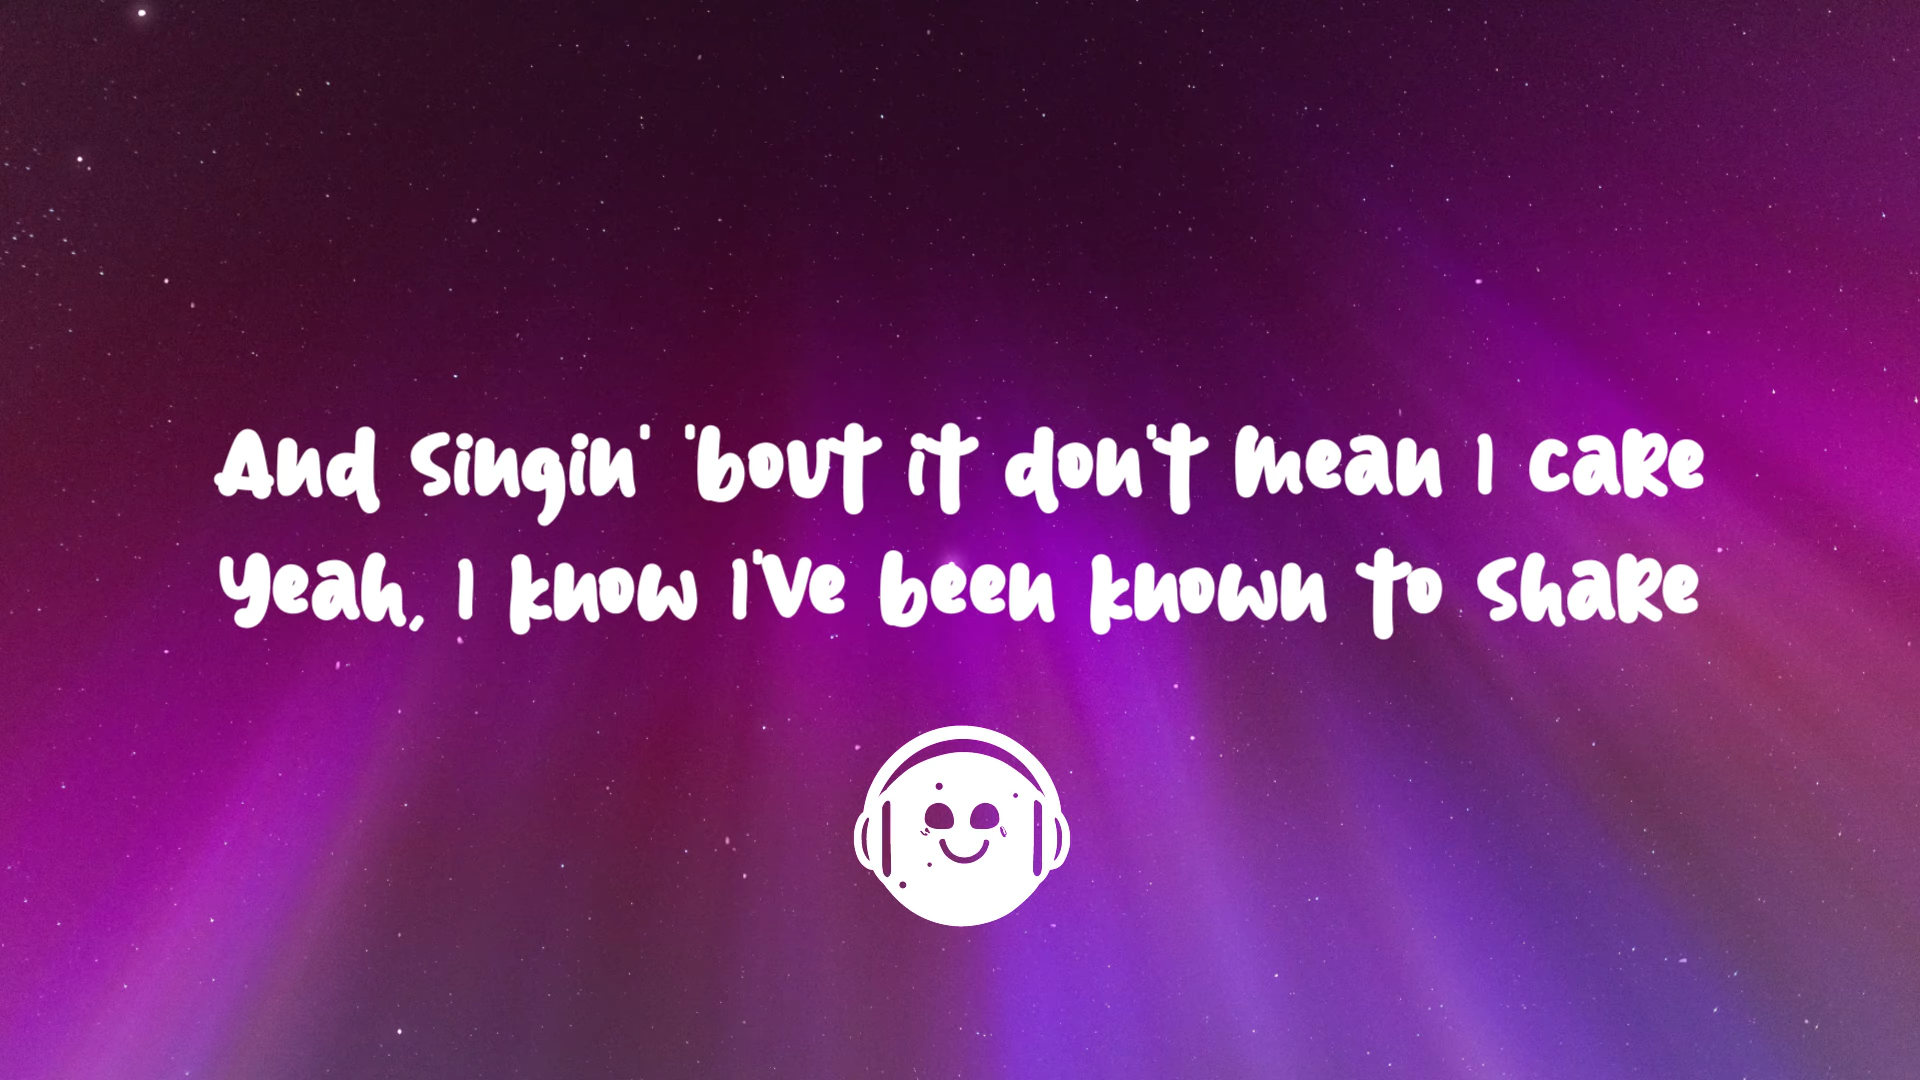 And singin' 'bout it don't mean I care
Yeah, I know I've been known to share